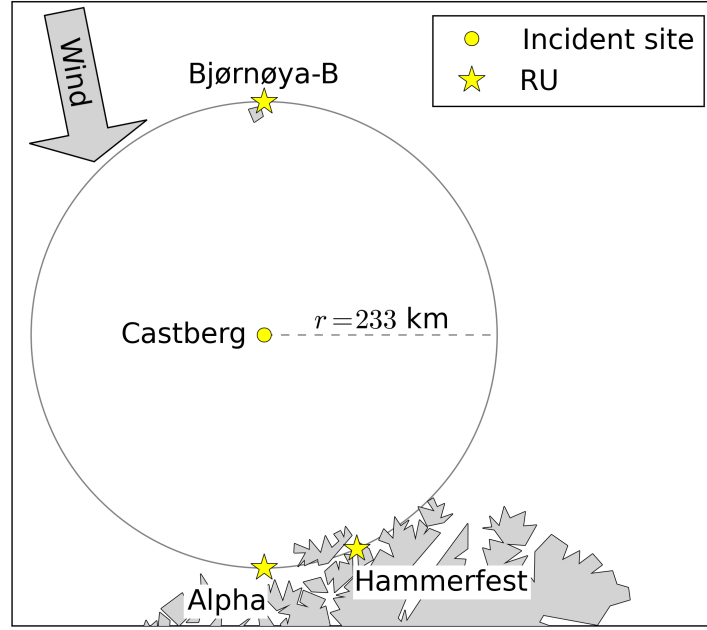 Wind
Bjørnøya-B
Incident site
RU
Castberg
r=233 km
Hammerfest
Alpha